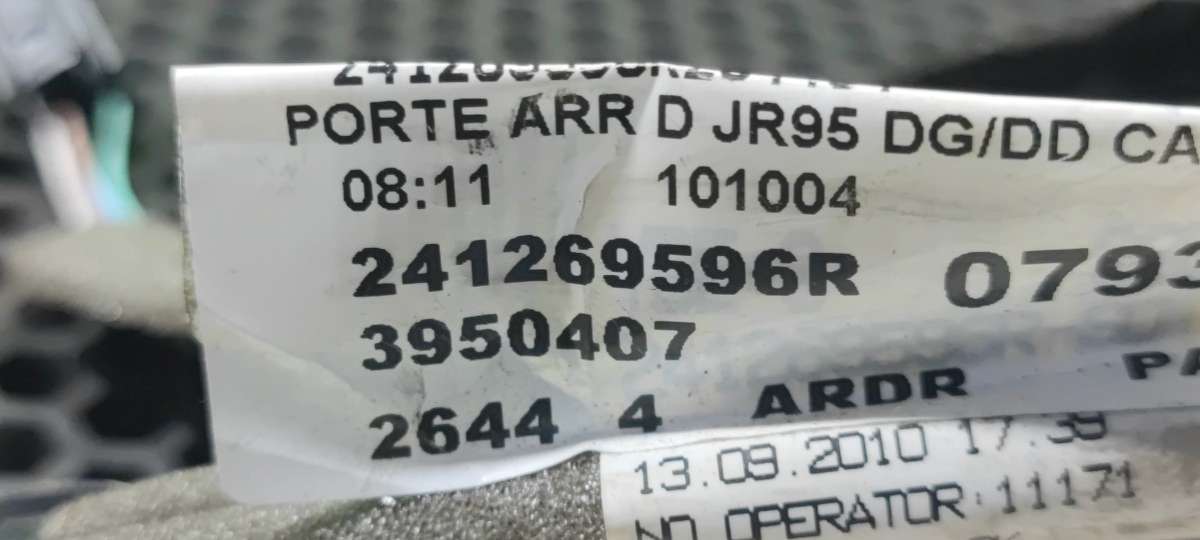 PORTE ARR D JR95 DG/DD CA
08:11 101004
241269596R 0793
3950407
2644 4 ARDR PA
13.09.2010 17:39
NO OPERATOR:11171